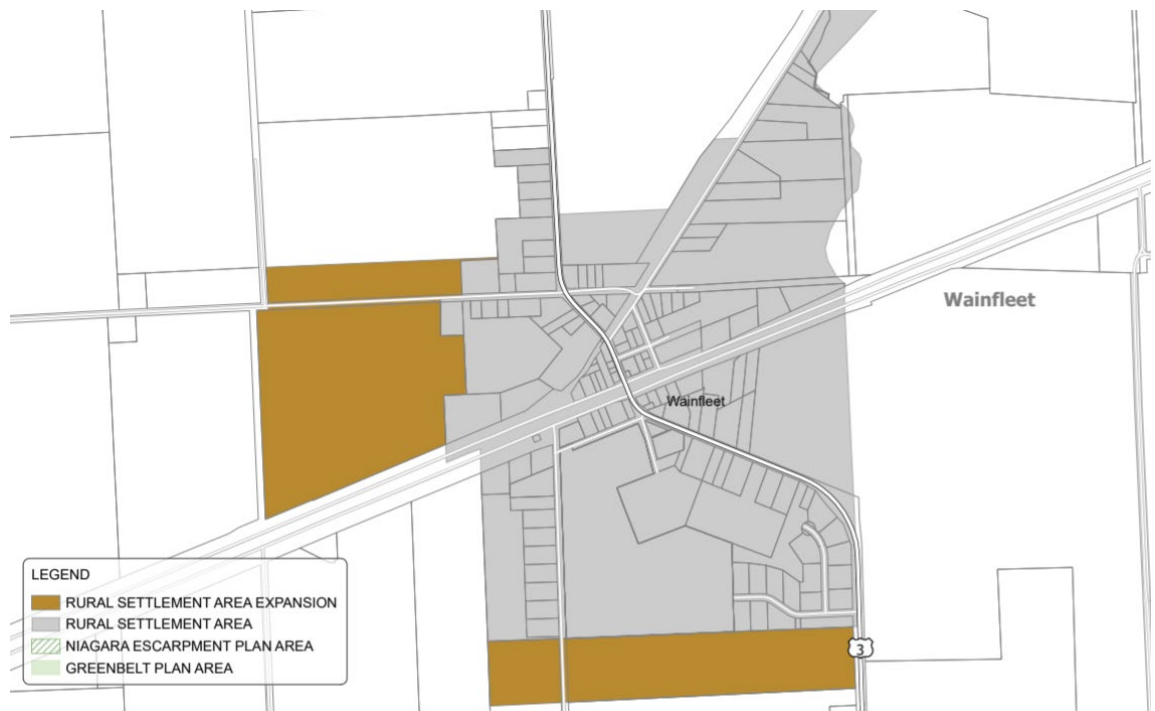 Wainfleet
Wainfleet
LEGEND
RURAL SETTLEMENT AREA EXPANSION
RURAL SETTLEMENT AREA
NIAGARA ESCARPMENT PLAN AREA
GREENBELT PLAN AREA
3